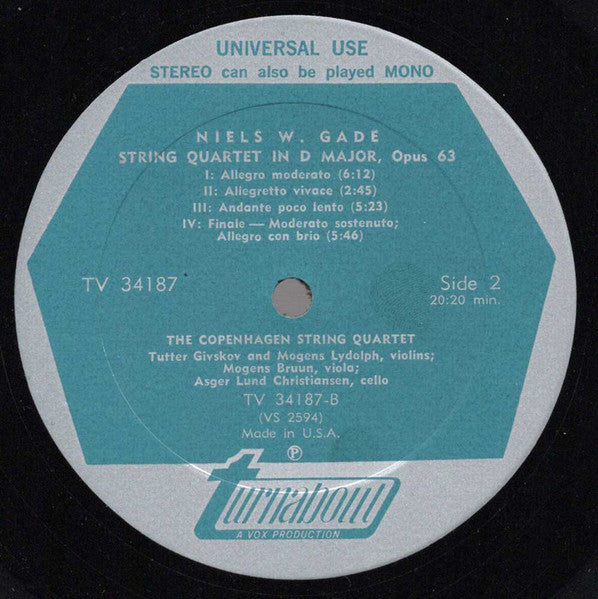 UNIVERSAL USE
STEREO can also be played MONO
NIELS W. GADE
STRING QUARTET IN D MAJOR, Opus 63
I: Allegro moderato (6:12)
II: Allegretto vivace (2:45)
III: Andante poco lento (5:23)
IV: Finale — Moderato sostenuto;
Allegro con brio (5:46)
TV 34187
Side 2
20:20 min.
THE COPENHAGEN STRING QUARTET
Tutter Givskov and Mogens Lydolph, violins;
Mogens Bruun, viola;
Asger Lund Christiansen, cello
TV 34187-B
(VS 2594)
Made in U.S.A.
℗
turnabout
A VOX PRODUCTION